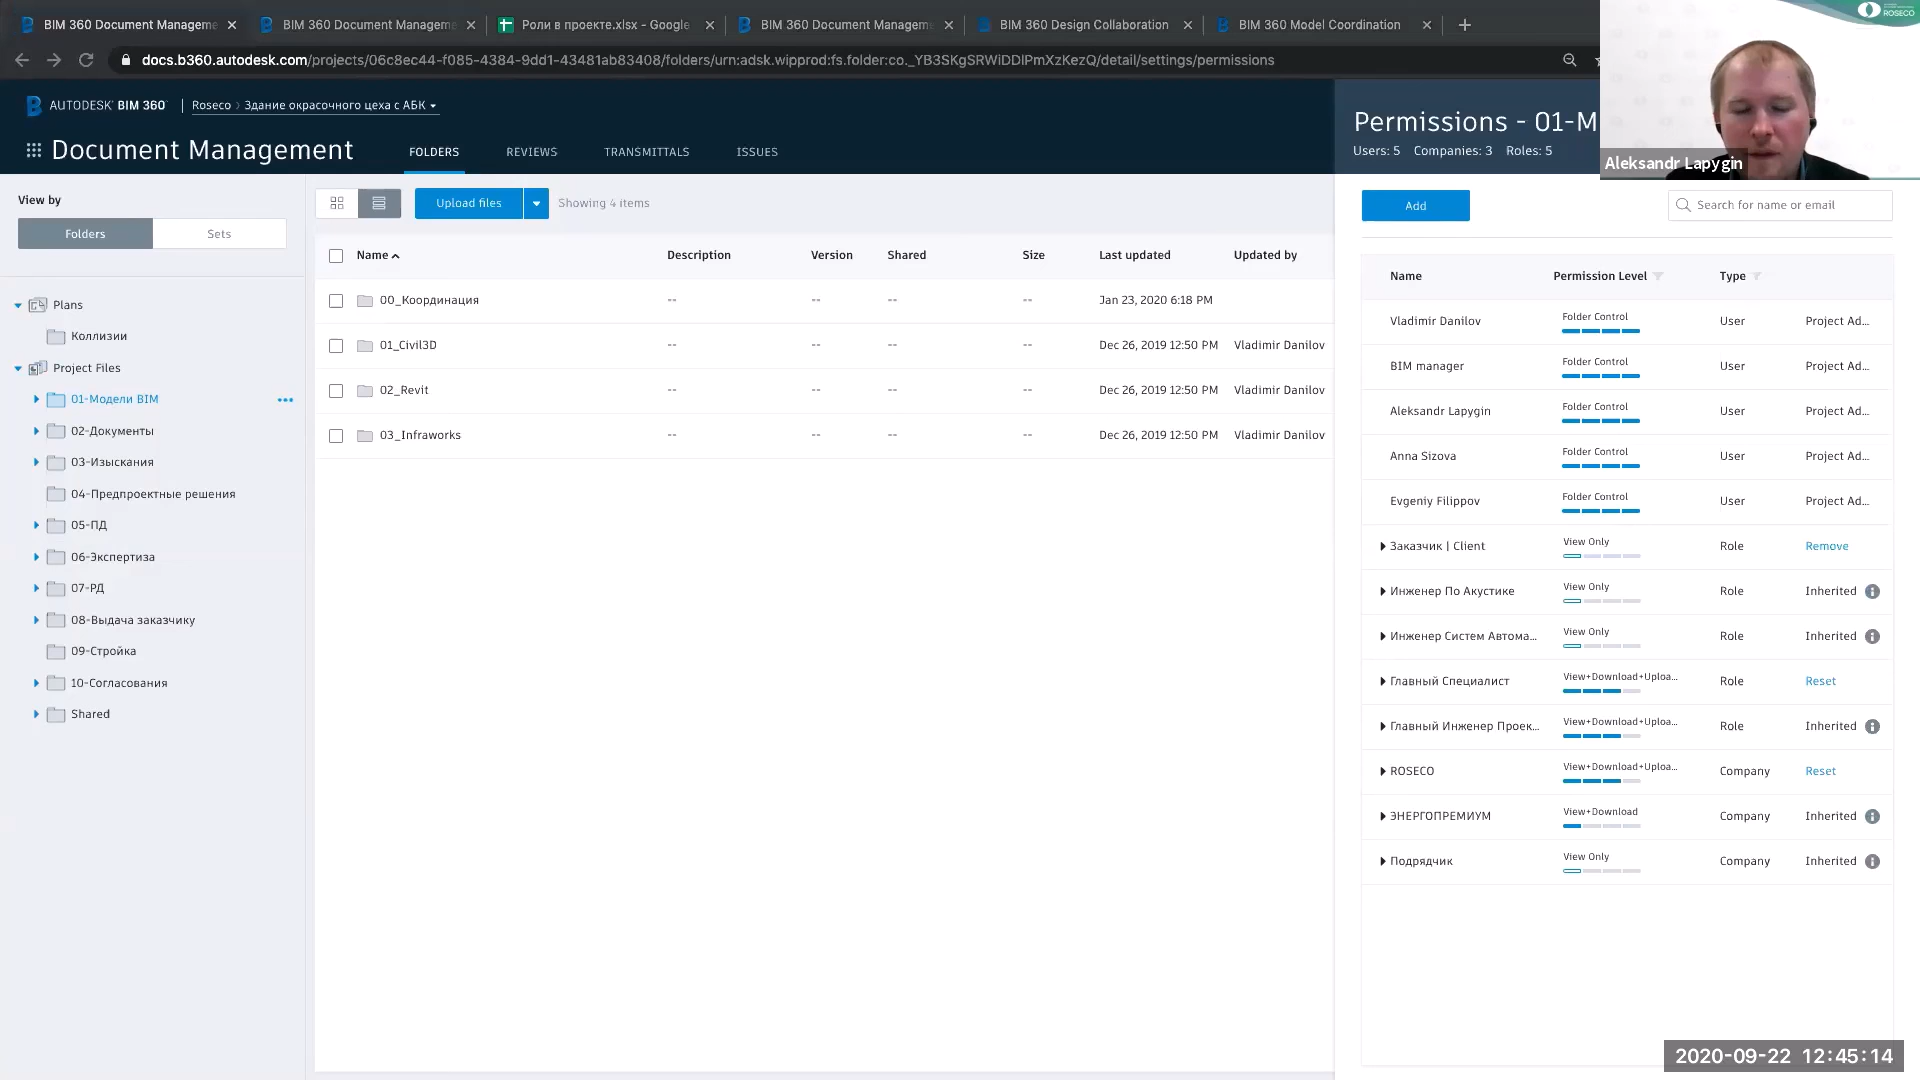 BIM 360 Document Manageme
BIM 360 Document Manageme
Роли в проекте.xlsx - Google
BIM 360 Document Managem
BIM 360 Design Collaboration
BIM 360 Model Coordination
docs.b360.autodesk.com/projects/06c8ec44-f085-4384-9dd1-43481ab83408/folders/urn:adsk.wipprod:fs.folder:co._YB3SKgSRWiDDlPmXzKezQ/detail/settings/permissions
ROSECO
Aleksandr Lapygin
AUTODESK BIM 360
Roseco > Здание окрасочного цеха с АБК
Document Management
FOLDERS REVIEWS TRANSMITTALS ISSUES
Permissions - 01-М
Users: 5 Companies: 3 Roles: 5
View by
Folders Sets
Plans
Коллизии
Project Files
01-Модели BIM
02-Документы
03-Изыскания
04-Предпроектные решения
05-ПД
06-Экспертиза
07-РД
08-Выдача заказчику
09-Стройка
10-Согласования
Shared
Upload files Showing 4 items
Name Description Version Shared Size Last updated Updated by
00_Координация -- -- -- -- Jan 23, 2020 6:18 PM
01_Civil3D -- -- -- -- Dec 26, 2019 12:50 PM Vladimir Danilov
02_Revit -- -- -- -- Dec 26, 2019 12:50 PM Vladimir Danilov
03_Infraworks -- -- -- -- Dec 26, 2019 12:50 PM Vladimir Danilov
Add Search for name or email
Name Permission Level Type
Vladimir Danilov Folder Control User Project Ad...
BIM manager Folder Control User Project Ad...
Aleksandr Lapygin Folder Control User Project Ad...
Anna Sizova Folder Control User Project Ad...
Evgeniy Filippov Folder Control User Project Ad...
Заказчик | Client View Only Role Remove
Инженер По Акустике View Only Role Inherited
Инженер Систем Автома... View Only Role Inherited
Главный Специалист View+Download+Uploa... Role Reset
Главный Инженер Проек... View+Download+Uploa... Role Inherited
ROSECO View+Download+Uploa... Company Reset
ЭНЕРГОПРЕМИУМ View+Download Company Inherited
Подрядчик View Only Company Inherited
2020-09-22 12:45:14